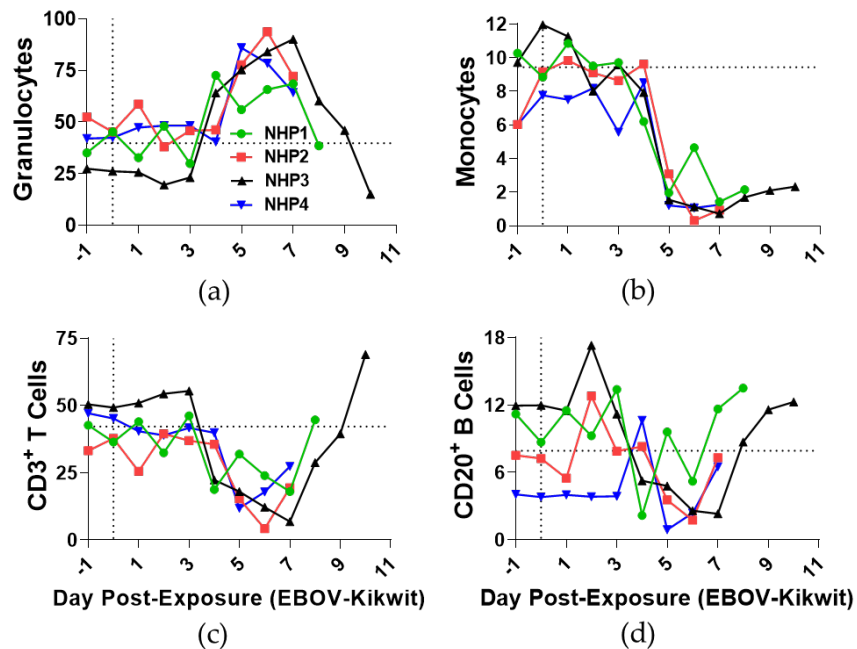 100
75
50
25
0
Granulocytes
NHP1
NHP2
NHP3
NHP4
-1 1 3 5 7 9 11
(a)
12
10
8
6
4
2
0
Monocytes
-1 1 3 5 7 9 11
(b)
75
50
25
0
CD3+ T Cells
-1 1 3 5 7 9 11
Day Post-Exposure (EBOV-Kikwit)
(c)
18
12
6
0
CD20+ B Cells
-1 1 3 5 7 9 11
Day Post-Exposure (EBOV-Kikwit)
(d)